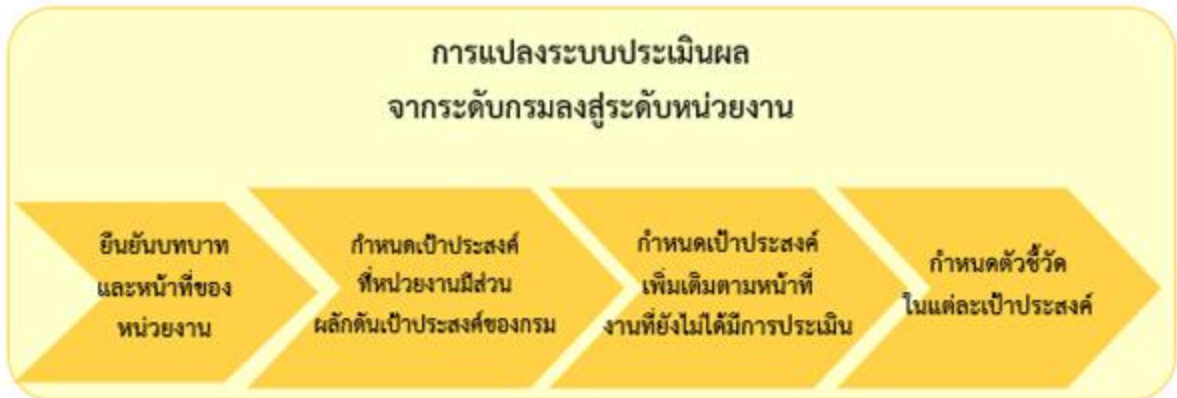 การแปลงระบบประเมินผล
จากระดับกรมลงสู่ระดับหน่วยงาน
ยืนยันบทบาท
และหน้าที่ของ
หน่วยงาน
กำหนดเป้าประสงค์
ที่หน่วยงานมีส่วน
ผลักดันเป้าประสงค์ของกรม
กำหนดเป้าประสงค์
เพิ่มเติมตามหน้าที่
งานที่ยังไม่ได้มีการประเมิน
กำหนดตัวชี้วัด
ในแต่ละเป้าประสงค์